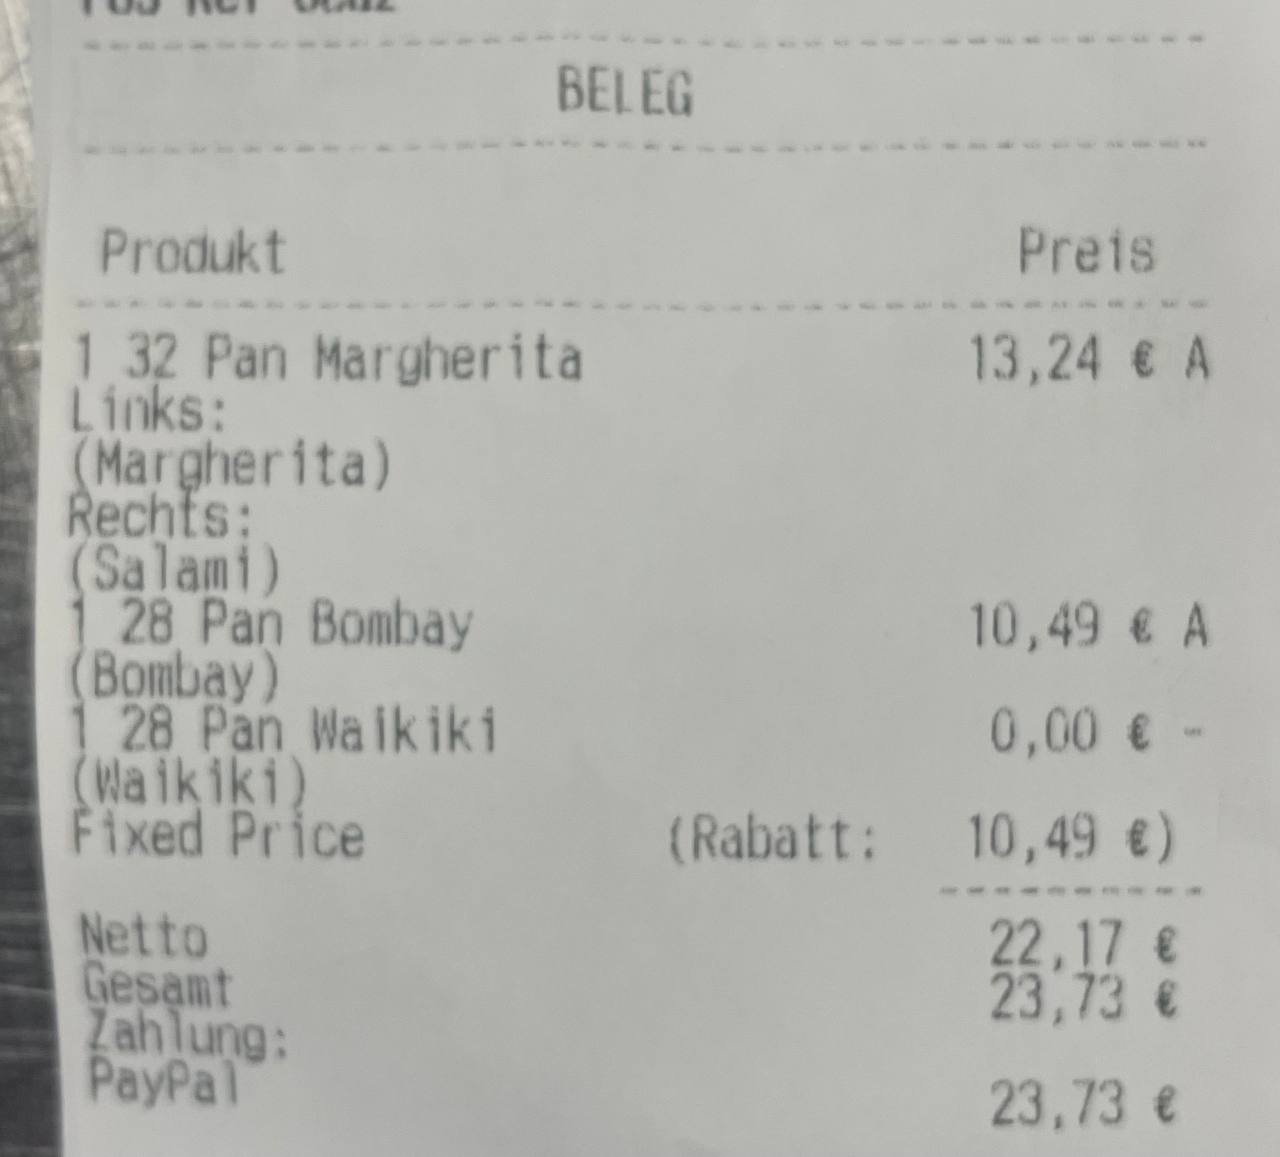 BELEG
Produkt Preis
1 32 Pan Margherita 13,24 € A
Links:
(Margherita)
Rechts:
(Salami)
1 28 Pan Bombay 10,49 € A
(Bombay)
1 28 Pan Waikiki 0,00 € -
(Waikiki)
Fixed Price (Rabatt: 10,49 €)
Netto 22,17 €
Gesamt 23,73 €
Zahlung:
PayPal 23,73 €